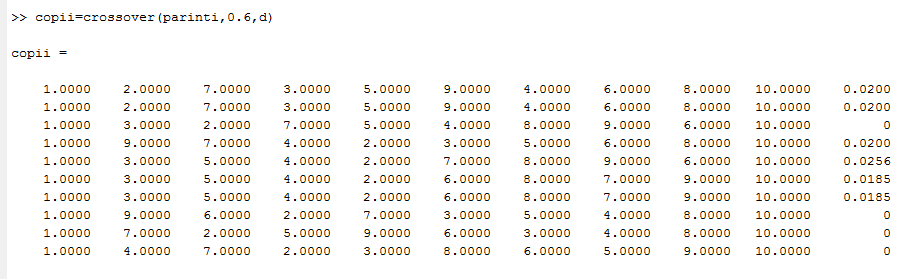 >> copii=crossover(parinti,0.6,d)
copii =
1.0000 2.0000 7.0000 3.0000 5.0000 9.0000 4.0000 6.0000 8.0000 10.0000 0.0200
1.0000 2.0000 7.0000 3.0000 5.0000 9.0000 4.0000 6.0000 8.0000 10.0000 0.0200
1.0000 3.0000 2.0000 7.0000 5.0000 4.0000 8.0000 9.0000 6.0000 10.0000 0
1.0000 9.0000 7.0000 4.0000 2.0000 3.0000 5.0000 6.0000 8.0000 10.0000 0.0200
1.0000 3.0000 5.0000 4.0000 2.0000 7.0000 8.0000 9.0000 6.0000 10.0000 0.0256
1.0000 3.0000 5.0000 4.0000 2.0000 6.0000 8.0000 7.0000 9.0000 10.0000 0.0185
1.0000 3.0000 5.0000 4.0000 2.0000 6.0000 8.0000 7.0000 9.0000 10.0000 0.0185
1.0000 9.0000 6.0000 2.0000 7.0000 3.0000 5.0000 4.0000 8.0000 10.0000 0
1.0000 7.0000 2.0000 5.0000 9.0000 6.0000 3.0000 4.0000 8.0000 10.0000 0
1.0000 4.0000 7.0000 2.0000 3.0000 8.0000 6.0000 5.0000 9.0000 10.0000 0